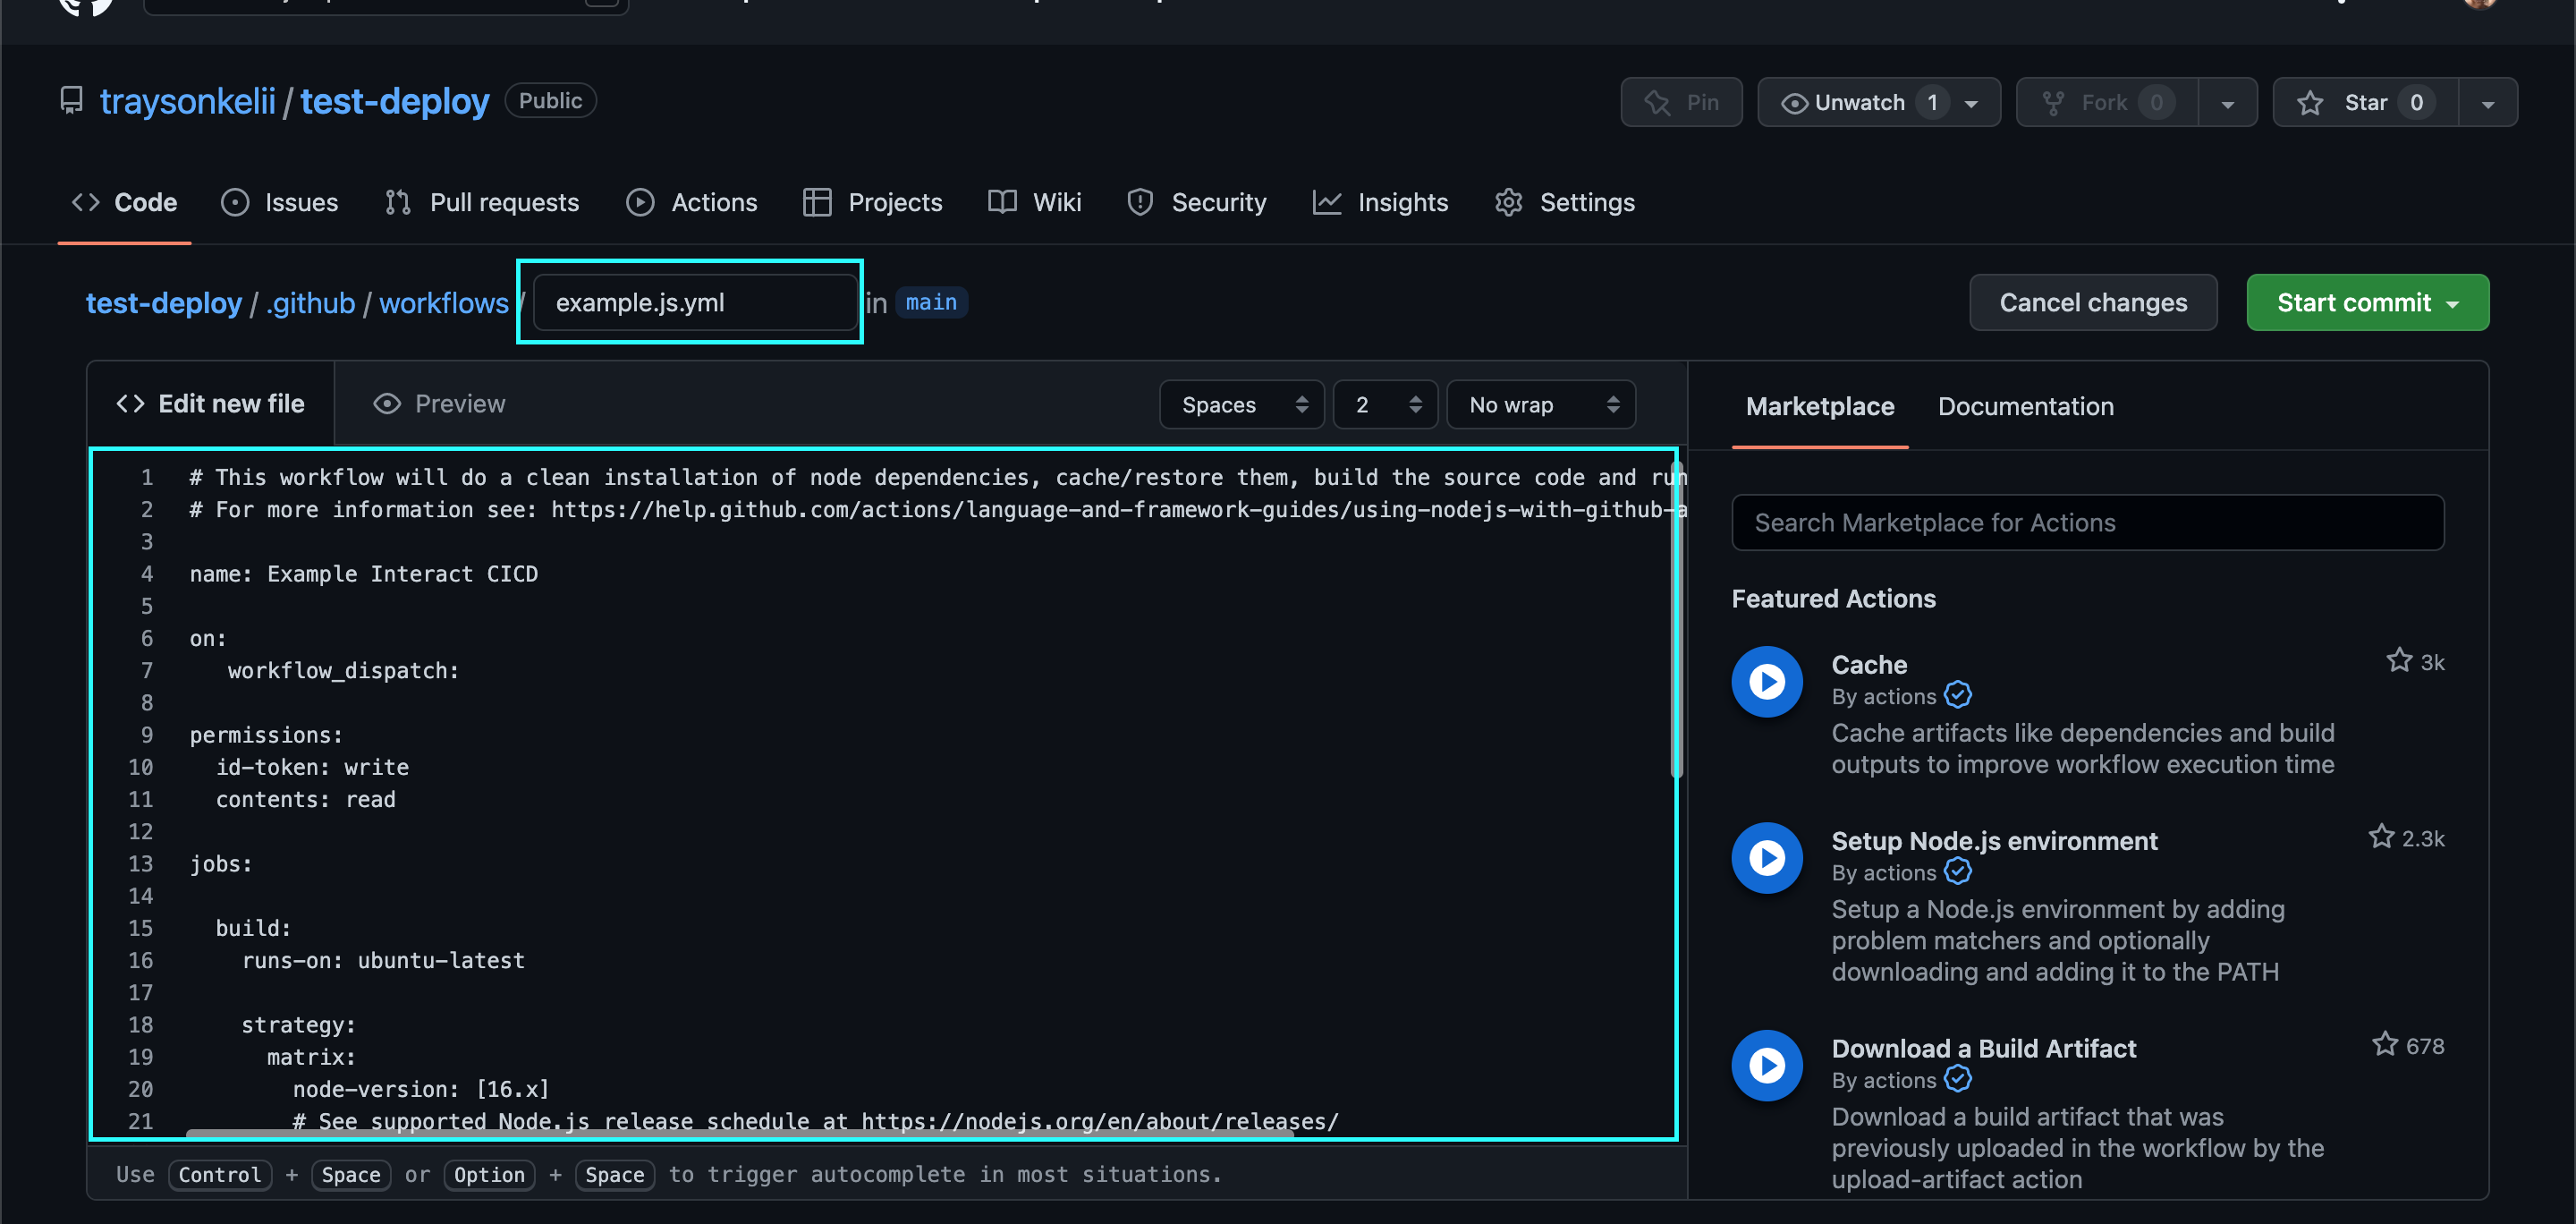 traysonkelii / test-deploy Public
Pin Unwatch 1 Fork 0 Star 0
Code Issues Pull requests Actions Projects Wiki Security Insights Settings
test-deploy / .github / workflows / example.js.yml in main
Cancel changes Start commit
Edit new file Preview
Spaces 2 No wrap
1 # This workflow will do a clean installation of node dependencies, cache/restore them, build the source code and run
2 # For more information see: https://help.github.com/actions/language-and-framework-guides/using-nodejs-with-github-a
3
4 name: Example Interact CICD
5
6 on:
7 workflow_dispatch:
8
9 permissions:
10 id-token: write
11 contents: read
12
13 jobs:
14
15 build:
16 runs-on: ubuntu-latest
17
18 strategy:
19 matrix:
20 node-version: [16.x]
21 # See supported Node.js release schedule at https://nodejs.org/en/about/releases/
Use Control + Space or Option + Space to trigger autocomplete in most situations.
Marketplace Documentation
Search Marketplace for Actions
Featured Actions
Cache 3k
By actions
Cache artifacts like dependencies and build
outputs to improve workflow execution time
Setup Node.js environment 2.3k
By actions
Setup a Node.js environment by adding
problem matchers and optionally
downloading and adding it to the PATH
Download a Build Artifact 678
By actions
Download a build artifact that was
previously uploaded in the workflow by the
upload-artifact action